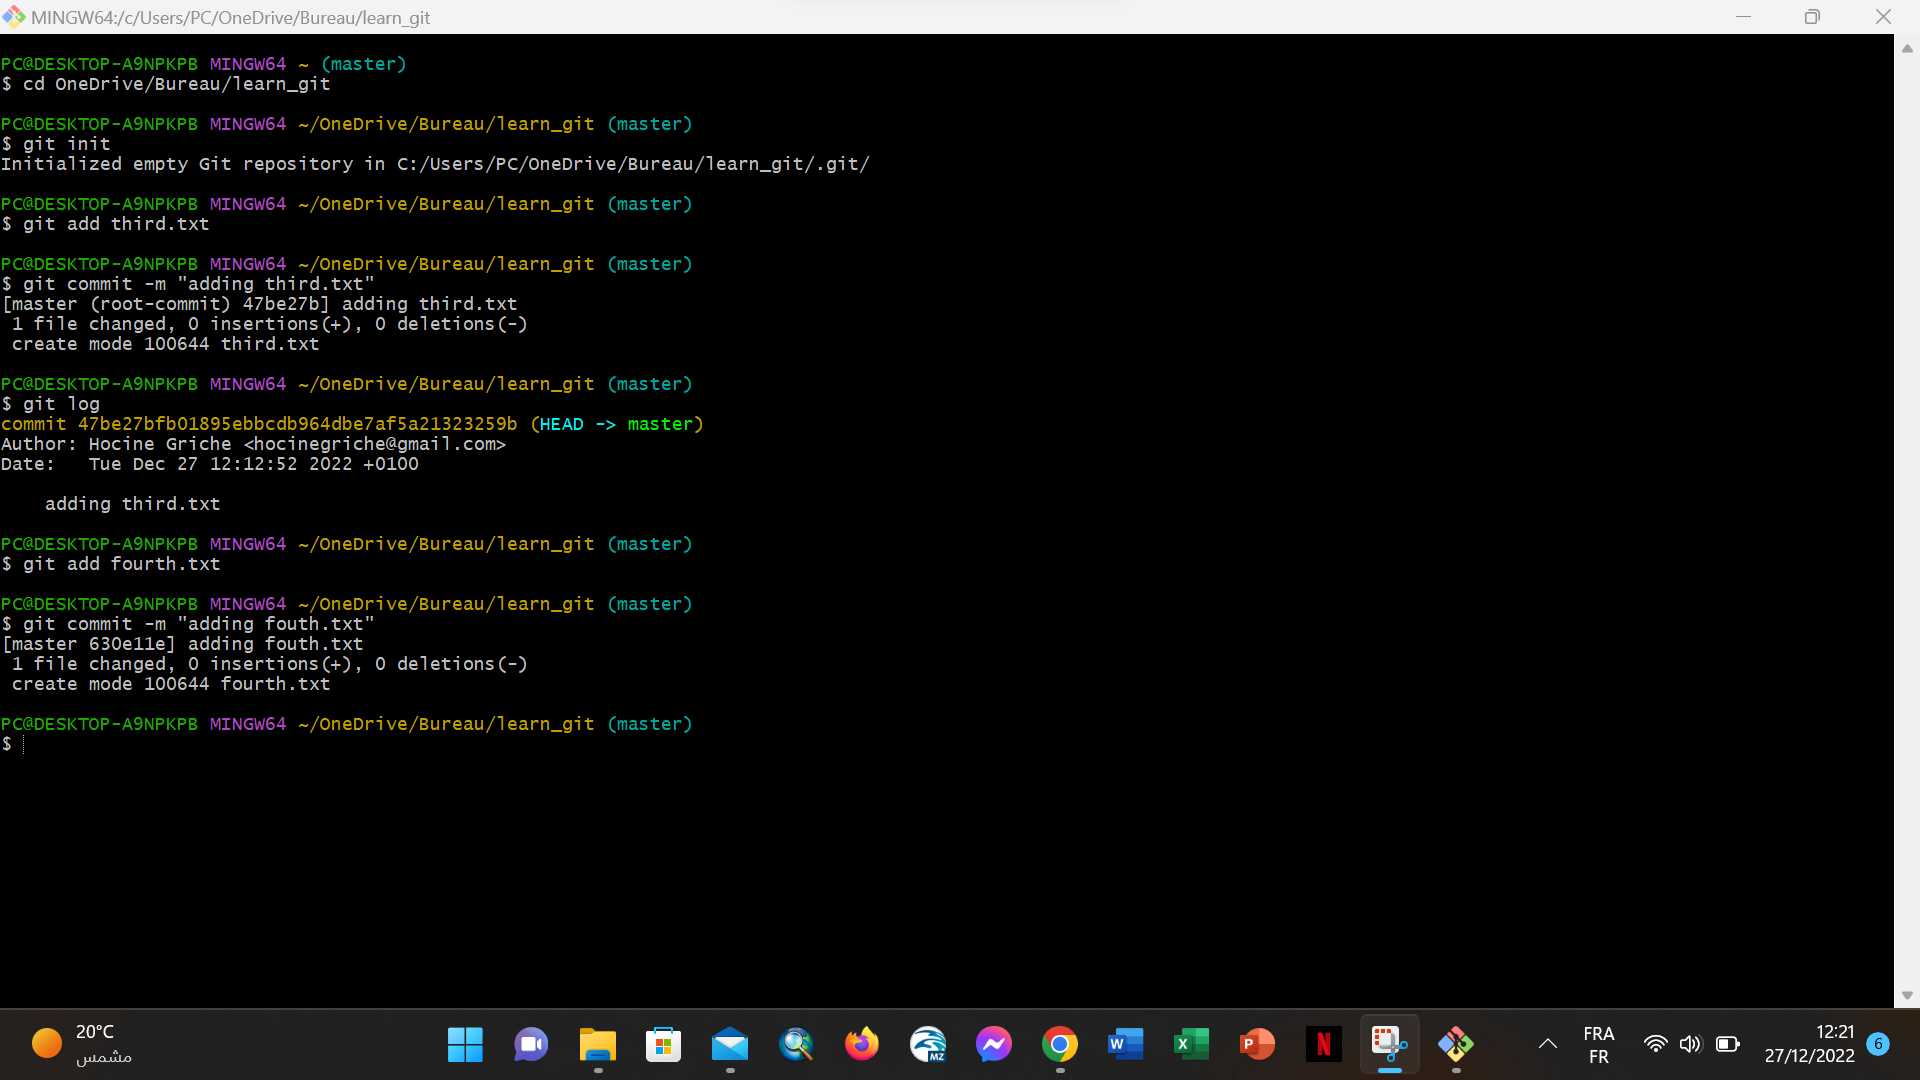 MINGW64:/c/Users/PC/OneDrive/Bureau/learn_git
PC@DESKTOP-A9NPKPB MINGW64 ~ (master)
$ cd OneDrive/Bureau/learn_git
PC@DESKTOP-A9NPKPB MINGW64 ~/OneDrive/Bureau/learn_git (master)
$ git init
Initialized empty Git repository in C:/Users/PC/OneDrive/Bureau/learn_git/.git/
PC@DESKTOP-A9NPKPB MINGW64 ~/OneDrive/Bureau/learn_git (master)
$ git add third.txt
PC@DESKTOP-A9NPKPB MINGW64 ~/OneDrive/Bureau/learn_git (master)
$ git commit -m "adding third.txt"
[master (root-commit) 47be27b] adding third.txt
 1 file changed, 0 insertions(+), 0 deletions(-)
 create mode 100644 third.txt
PC@DESKTOP-A9NPKPB MINGW64 ~/OneDrive/Bureau/learn_git (master)
$ git log
commit 47be27bfb01895ebbcdb964dbe7af5a21323259b (HEAD -> master)
Author: Hocine Griche <hocinegriche@gmail.com>
Date:   Tue Dec 27 12:12:52 2022 +0100
    adding third.txt
PC@DESKTOP-A9NPKPB MINGW64 ~/OneDrive/Bureau/learn_git (master)
$ git add fourth.txt
PC@DESKTOP-A9NPKPB MINGW64 ~/OneDrive/Bureau/learn_git (master)
$ git commit -m "adding fouth.txt"
[master 630e11e] adding fouth.txt
 1 file changed, 0 insertions(+), 0 deletions(-)
 create mode 100644 fourth.txt
PC@DESKTOP-A9NPKPB MINGW64 ~/OneDrive/Bureau/learn_git (master)
$
20°C
مشمس
MZ
W
X
P
N
FRA
FR
12:21
27/12/2022
6